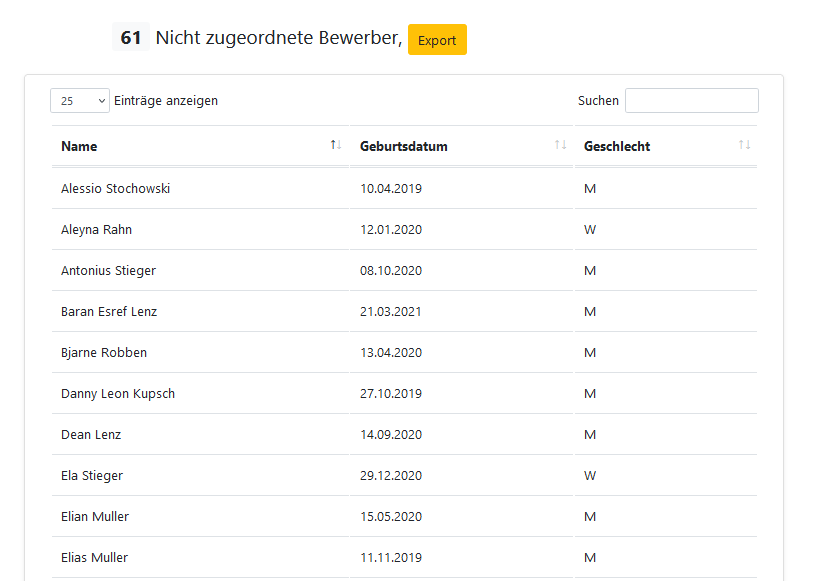 61 Nicht zugeordnete Bewerber, Export
25 Einträge anzeigen Suchen
Name Geburtsdatum Geschlecht
Alessio Stochowski 10.04.2019 M
Aleyna Rahn 12.01.2020 W
Antonius Stieger 08.10.2020 M
Baran Esref Lenz 21.03.2021 M
Bjarne Robben 13.04.2020 M
Danny Leon Kupsch 27.10.2019 M
Dean Lenz 14.09.2020 M
Ela Stieger 29.12.2020 W
Elian Muller 15.05.2020 M
Elias Muller 11.11.2019 M